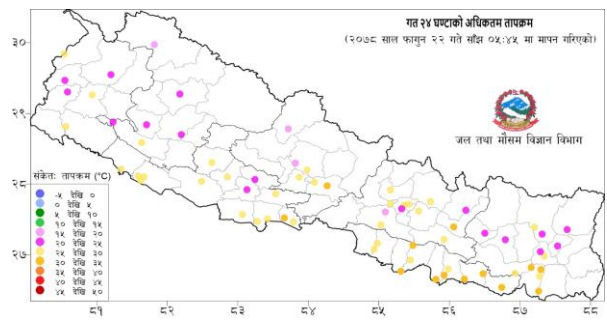 गत २४ घण्टाको अधिकतम तापक्रम
(२०७८ साल फागुन २२ गते साँझ ०५:४५ मा मापन गरिएको)
३०
२९
जल तथा मौसम विज्ञान विभाग
२८
संकेतः तापक्रम (°C)
-५ देखि ०
० देखि ५
५ देखि १०
१० देखि १५
१५ देखि २०
२० देखि २५
२५ देखि ३०
३० देखि ३५
३५ देखि ४०
४० देखि ४५
४५ देखि ५०
२७
८१ ८२ ८३ ८४ ८५ ८६ ८७ ८८